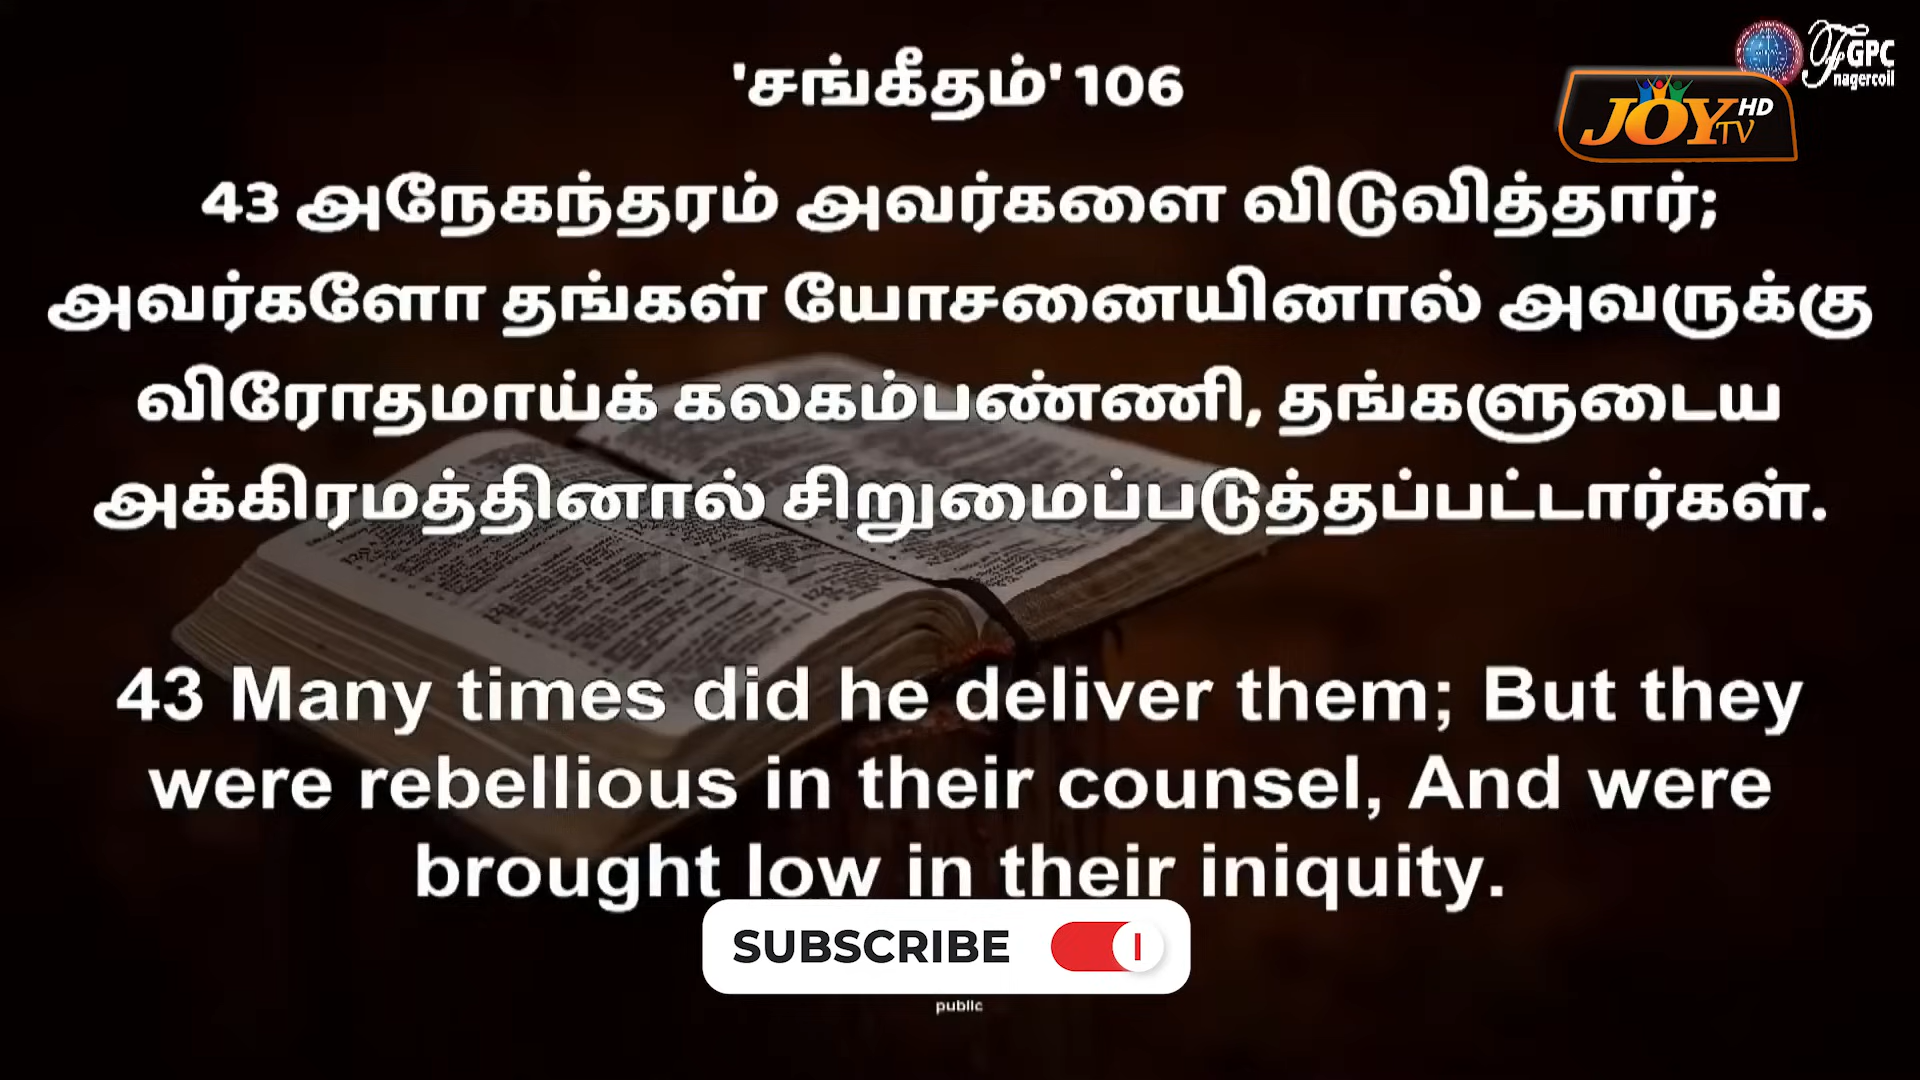 'சங்கீதம்' 106
FGPC
nagercoil
JOY TV HD
43 அநேகந்தரம் அவர்களை விடுவித்தார்;
அவர்களோ தங்கள் யோசனையினால் அவருக்கு
விரோதமாய்க் கலகம்பண்ணி, தங்களுடைய
அக்கிரமத்தினால் சிறுமைப்படுத்தப்பட்டார்கள்.
43 Many times did he deliver them; But they
were rebellious in their counsel, And were
brought low in their iniquity.
SUBSCRIBE
public